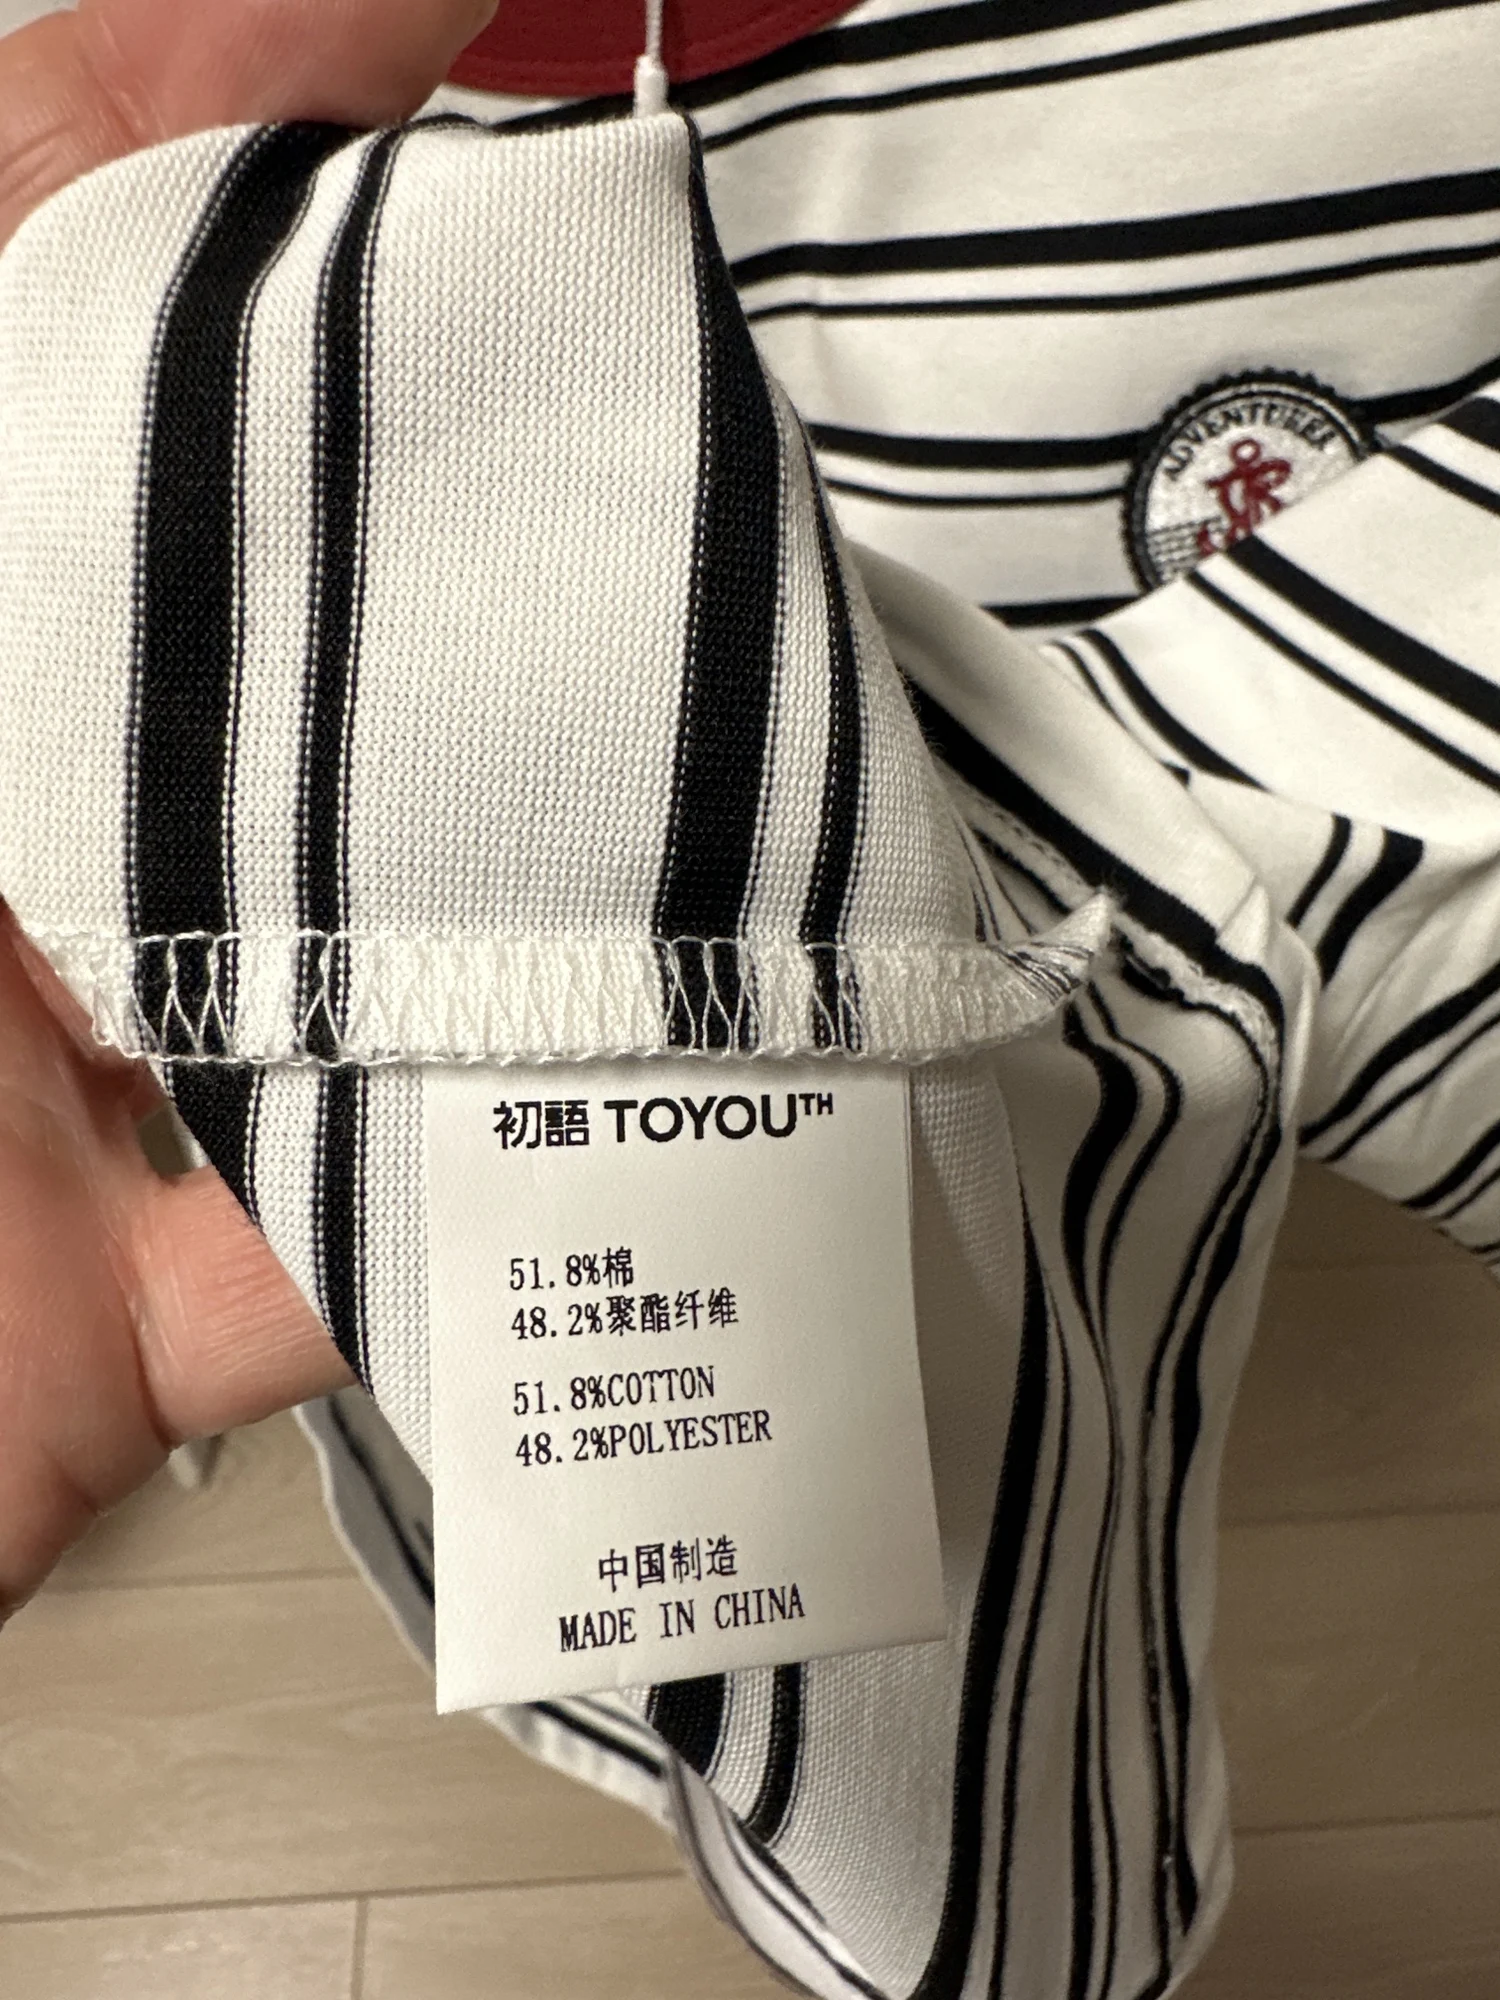 ADVENTURER
初語 TOYOUTH
51.8%棉
48.2%聚酯纤维
51.8%COTTON
48.2%POLYESTER
中国制造
MADE IN CHINA